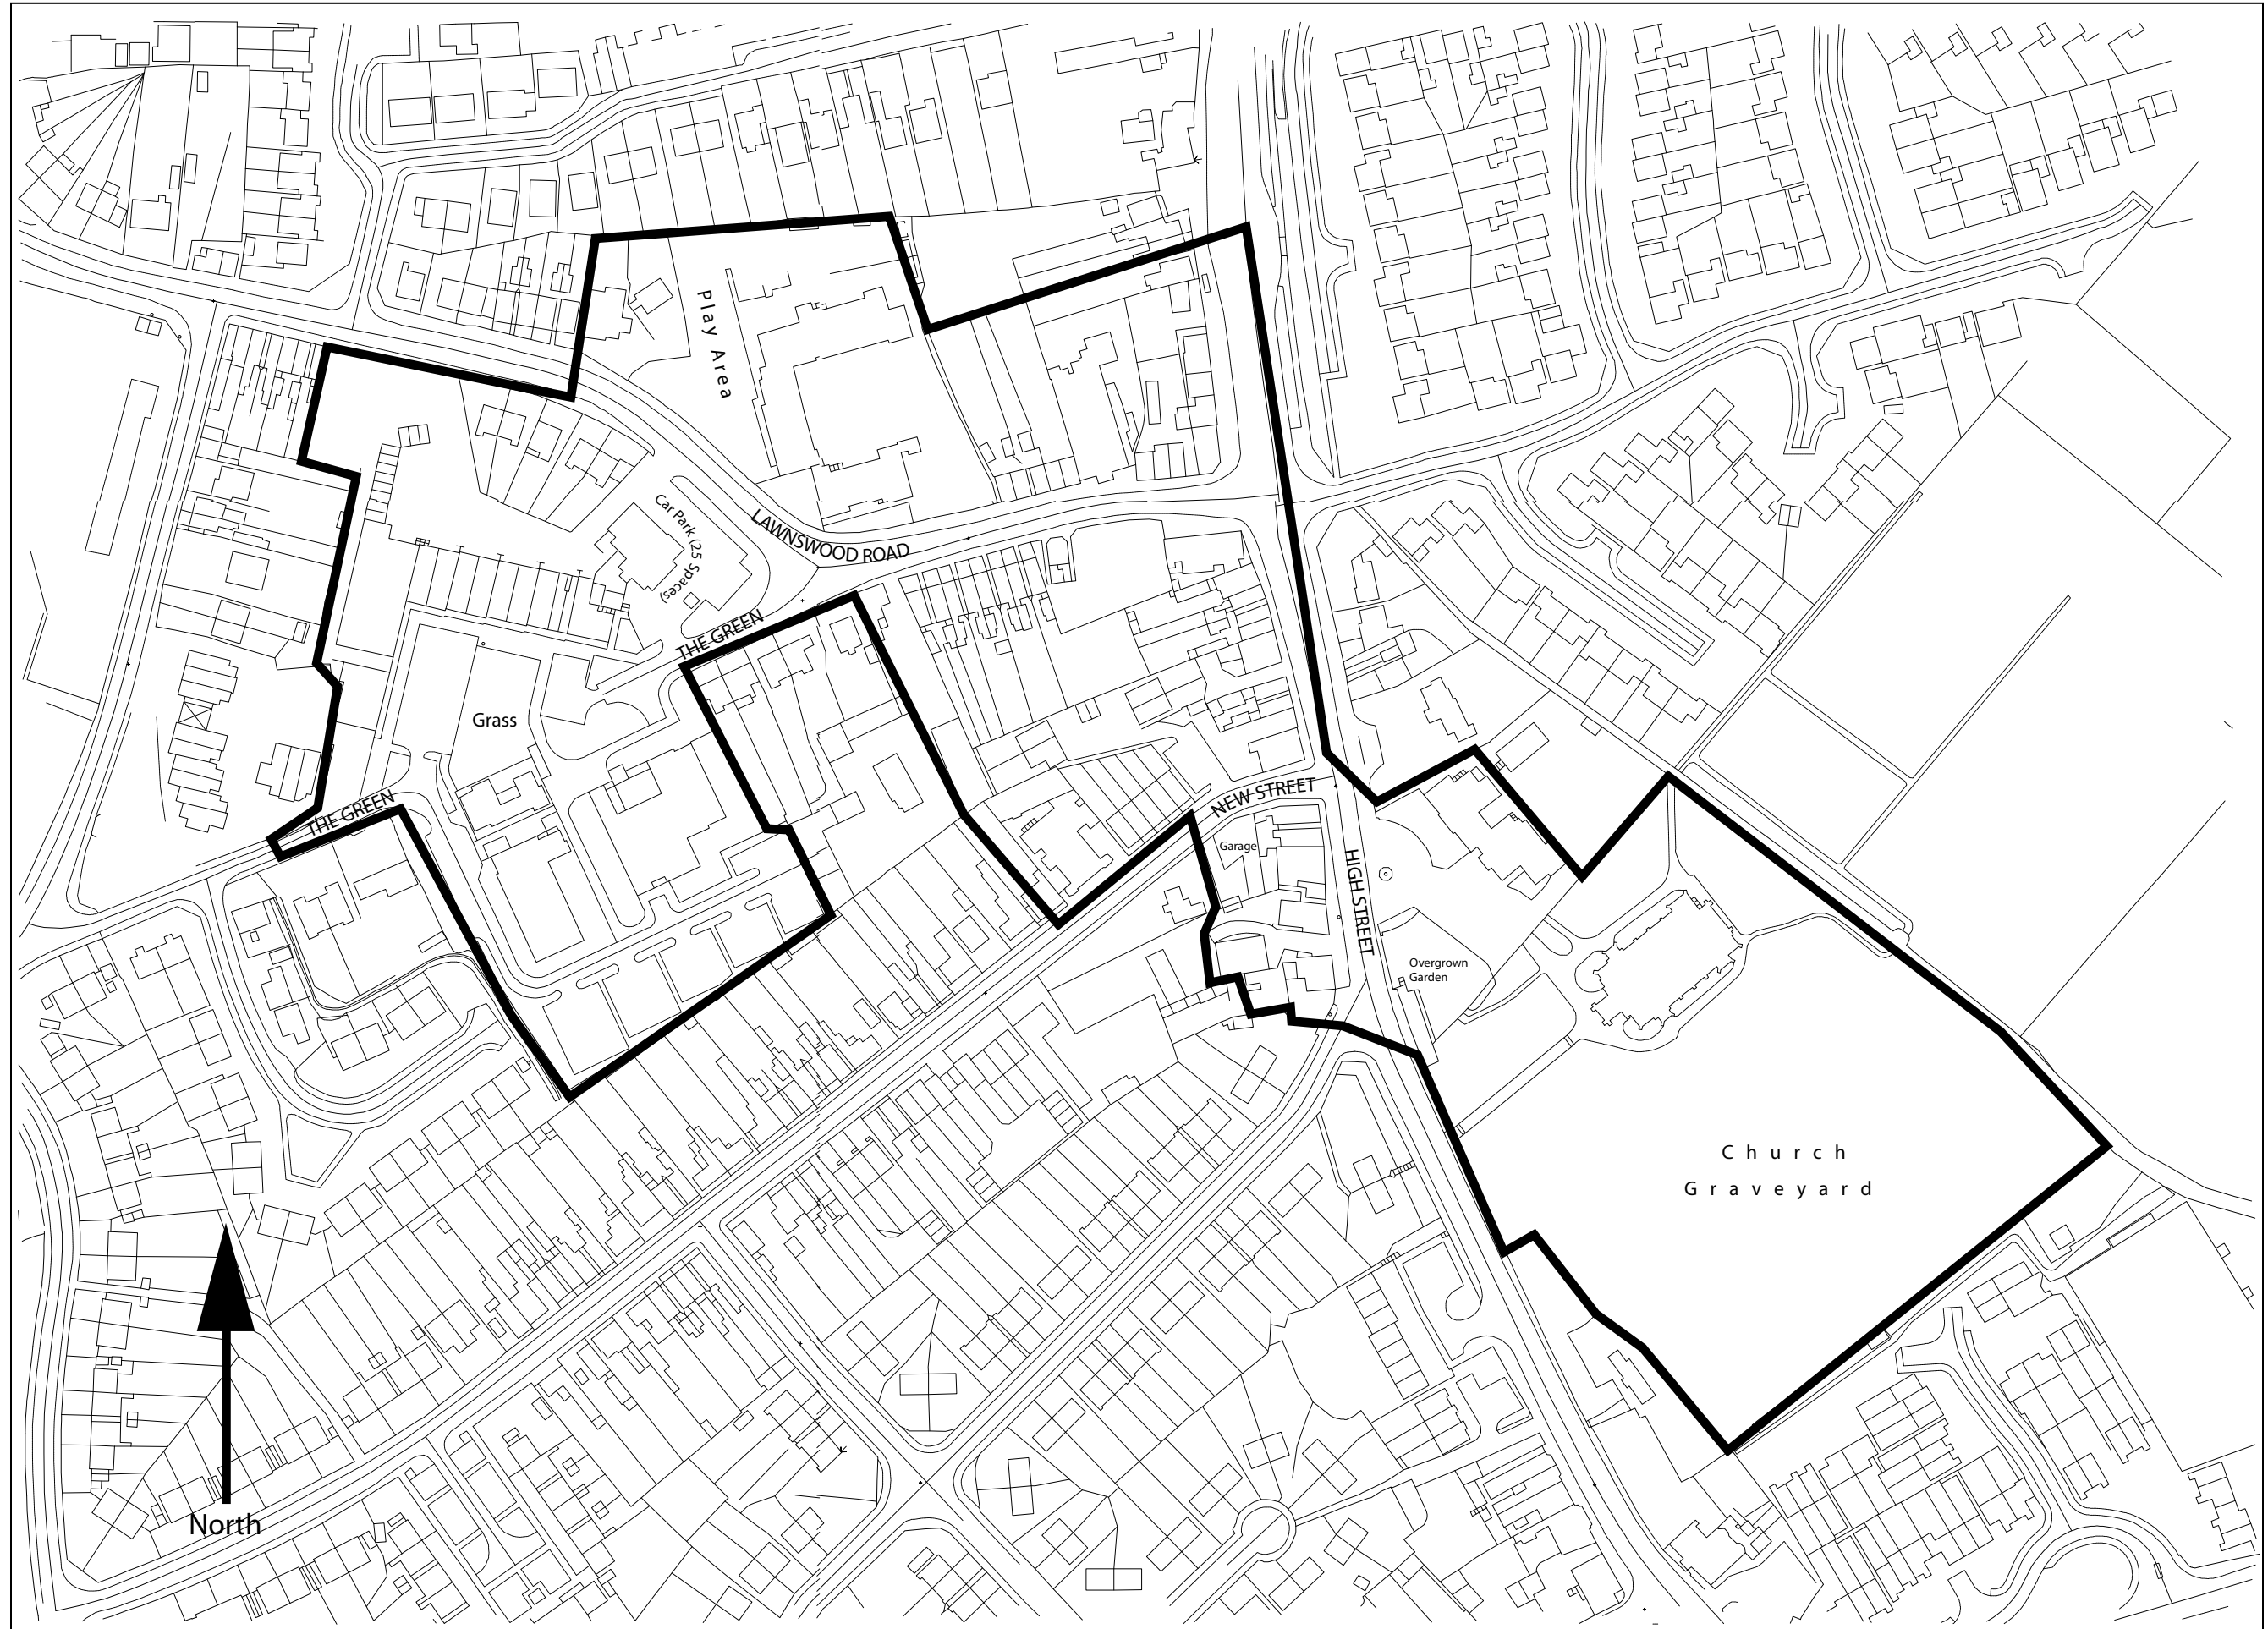 Play Area
Car Park (25 Spaces)
LAWNSWOOD ROAD
THE GREEN
Grass
THE GREEN
NEW STREET
Garage
HIGH STREET
Overgrown
Garden
Church
Graveyard
North